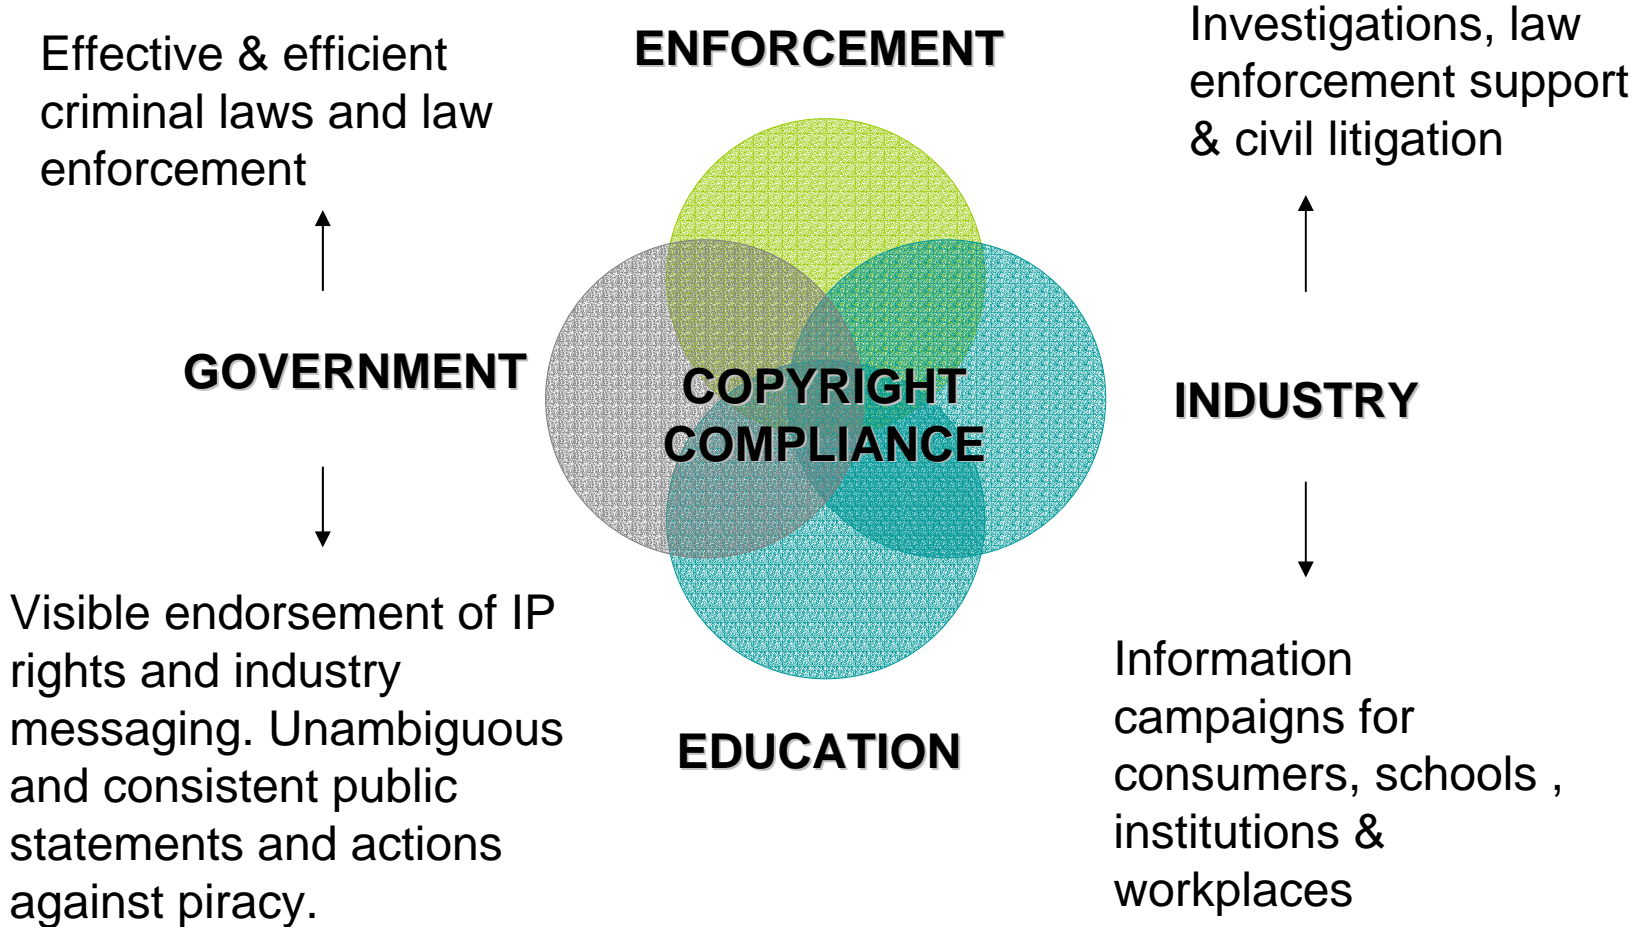 Effective & efficient
criminal laws and law
enforcement
ENFORCEMENT
Investigations, law
enforcement support
& civil litigation
GOVERNMENT
COPYRIGHT
COMPLIANCE
INDUSTRY
Visible endorsement of IP
rights and industry
messaging. Unambiguous
and consistent public
statements and actions
against piracy.
EDUCATION
Information
campaigns for
consumers, schools ,
institutions &
workplaces